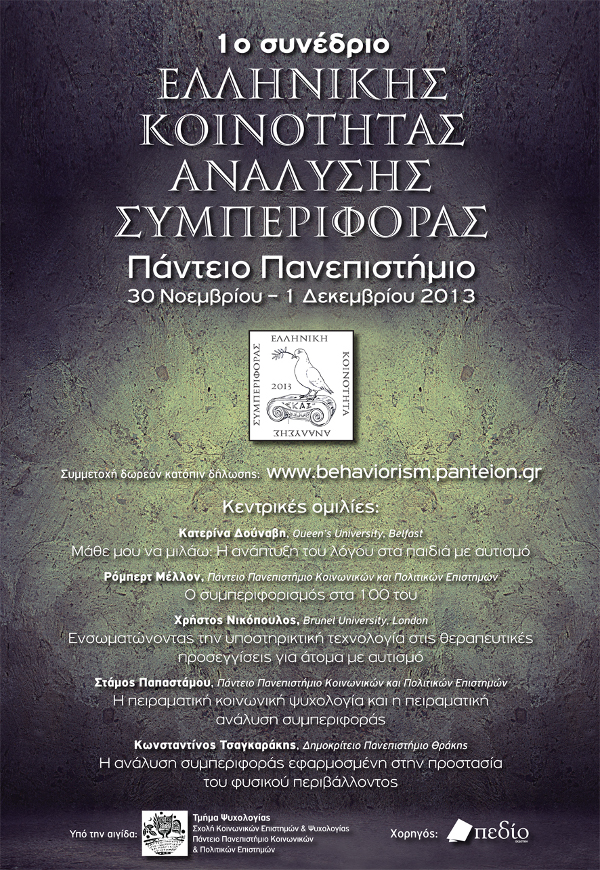 1ο συνέδριο
ΕΛΛΗΝΙΚΗΣ
ΚΟΙΝΟΤΗΤΑΣ
ΑΝΑΛΥΣΗΣ
ΣΥΜΠΕΡΙΦΟΡΑΣ
Πάντειο Πανεπιστήμιο
30 Νοεμβρίου – 1 Δεκεμβρίου 2013
ΕΛΛΗΝΙΚΗ
ΚΟΙΝΟΤΗΤΑ
ΑΝΑΛΥΣΗΣ
ΣΥΜΠΕΡΙΦΟΡΑΣ
2013
ΕΚΑΣ
Συμμετοχή δωρεάν κατόπιν δήλωσης: www.behaviorism.panteion.gr
Κεντρικές ομιλίες:
Κατερίνα Δούναβη, Queen's University, Belfast
Μάθε μου να μιλάω: Η ανάπτυξη του λόγου στα παιδιά με αυτισμό
Ρόμπερτ Μέλλον, Πάντειο Πανεπιστήμιο Κοινωνικών και Πολιτικών Επιστημών
Ο συμπεριφορισμός στα 100 του
Χρήστος Νικόπουλος, Brunel University, London
Ενσωματώνοντας την υποστηρικτική τεχνολογία στις θεραπευτικές
προσεγγίσεις για άτομα με αυτισμό
Στάμος Παπαστάμου, Πάντειο Πανεπιστήμιο Κοινωνικών και Πολιτικών Επιστημών
Η πειραματική κοινωνική ψυχολογία και η πειραματική
ανάλυση συμπεριφοράς
Κωνσταντίνος Τσαγκαράκης, Δημοκρίτειο Πανεπιστήμιο Θράκης
Η ανάλυση συμπεριφοράς εφαρμοσμένη στην προστασία
του φυσικού περιβάλλοντος
Υπό την αιγίδα:
Τμήμα Ψυχολογίας
Σχολή Κοινωνικών Επιστημών & Ψυχολογίας
Πάντειο Πανεπιστήμιο Κοινωνικών
& Πολιτικών Επιστημών
Χορηγός: πεδίο